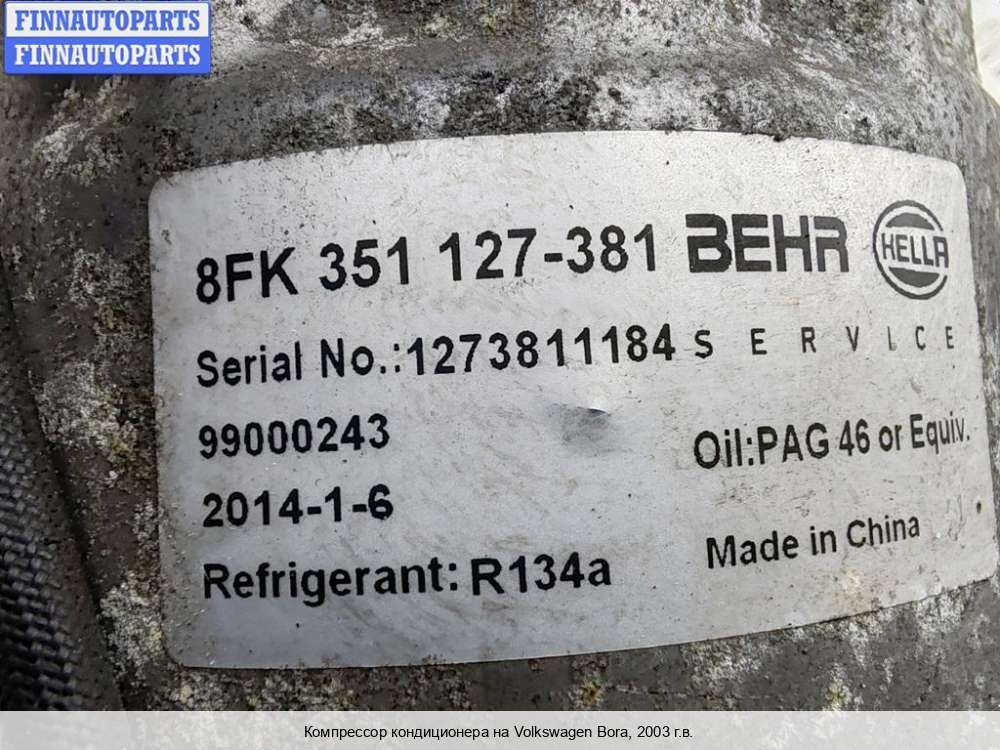 FINNAUTOPARTS
FINNAUTOPARTS
8FK 351 127-381 BEHR HELLA
Serial No.:1273811184 SERVICE
99000243
Oil:PAG 46 or Equiv.
2014-1-6
Made in China
Refrigerant: R134a
Компрессор кондиционера на Volkswagen Bora, 2003 г.в.